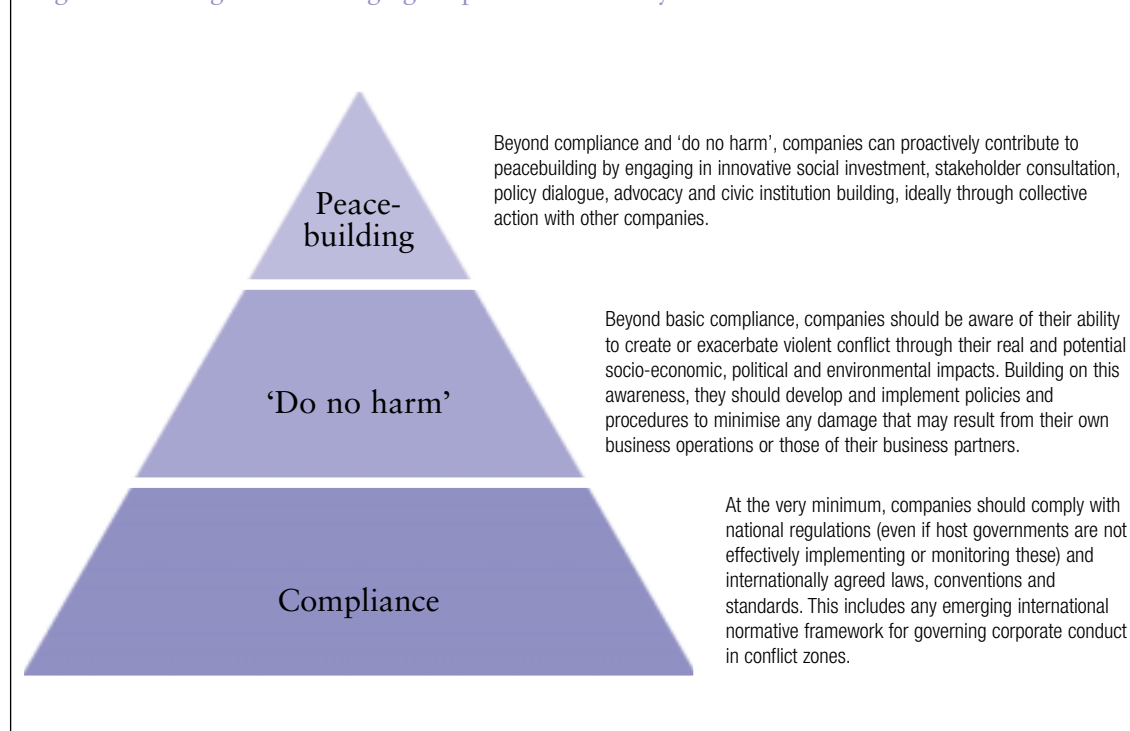 Peace-
building
Beyond compliance and ‘do no harm’, companies can proactively contribute to
peacebuilding by engaging in innovative social investment, stakeholder consultation,
policy dialogue, advocacy and civic institution building, ideally through collective
action with other companies.
‘Do no harm’
Beyond basic compliance, companies should be aware of their ability
to create or exacerbate violent conflict through their real and potential
socio-economic, political and environmental impacts. Building on this
awareness, they should develop and implement policies and
procedures to minimise any damage that may result from their own
business operations or those of their business partners.
Compliance
At the very minimum, companies should comply with
national regulations (even if host governments are not
effectively implementing or monitoring these) and
internationally agreed laws, conventions and
standards. This includes any emerging international
normative framework for governing corporate conduct
in conflict zones.